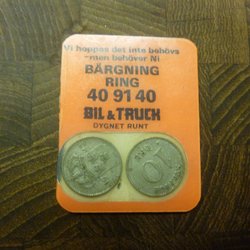 Vi hoppas det inte behövs
-men behöver Ni
BÄRGNING
RING
40 91 40
BIL & TRUCK
DYGNET RUNT
10